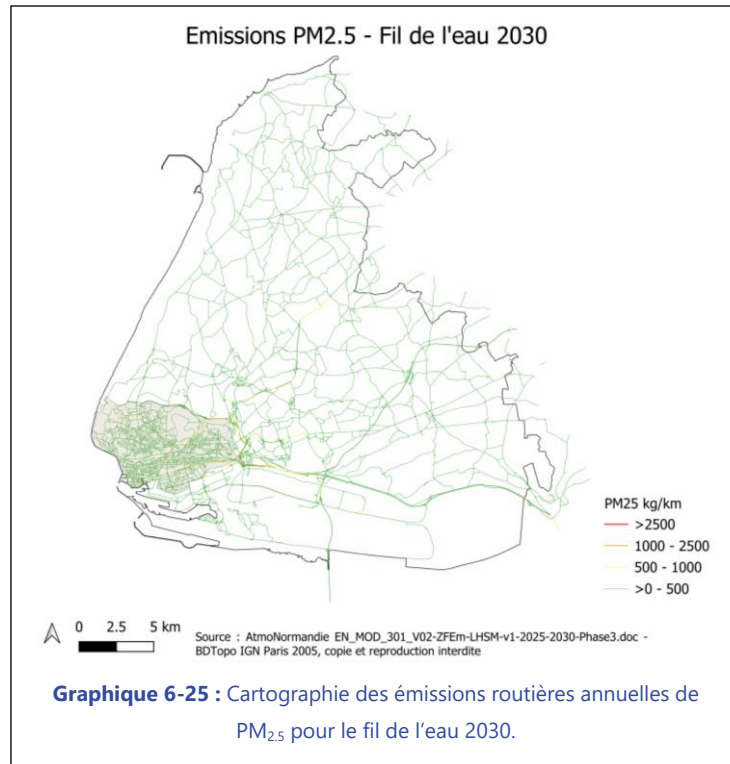 Emissions PM2.5 - Fil de l'eau 2030
PM25 kg/km
>2500
1000 - 2500
500 - 1000
>0 - 500
0 2.5 5 km
Source : AtmoNormandie EN_MOD_301_V02-ZFEm-LHSM-v1-2025-2030-Phase3.doc -
BDTopo IGN Paris 2005, copie et reproduction interdite
Graphique 6-25 : Cartographie des émissions routières annuelles de
PM2.5 pour le fil de l’eau 2030.